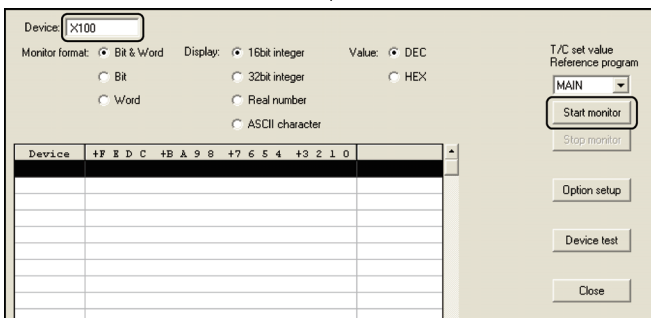 Device: X100
Monitor format: Bit & Word Display: 16bit integer Value: DEC
Bit 32bit integer HEX
Word Real number
ASCII character
T/C set value
Reference program
MAIN
Start monitor
Stop monitor
Option setup
Device test
Close
Device +F E D C +B A 9 8 +7 6 5 4 +3 2 1 0